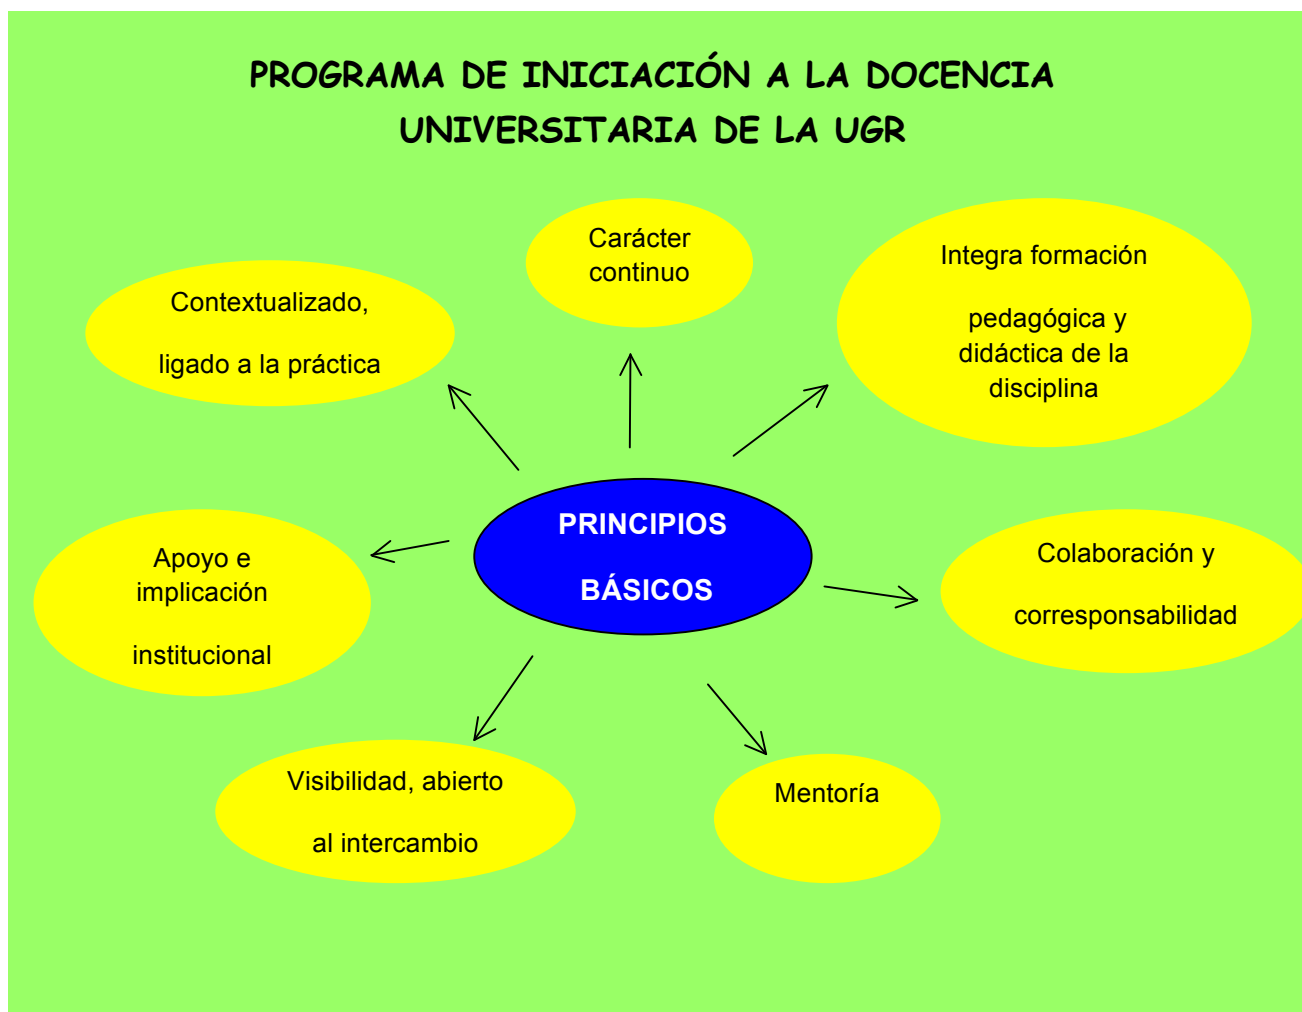 PROGRAMA DE INICIACIÓN A LA DOCENCIA
UNIVERSITARIA DE LA UGR
Carácter
continuo
Integra formación
pedagógica y
didáctica de la
disciplina
Contextualizado,
ligado a la práctica
PRINCIPIOS
BÁSICOS
Colaboración y
corresponsabilidad
Apoyo e
implicación
institucional
Visibilidad, abierto
al intercambio
Mentoría